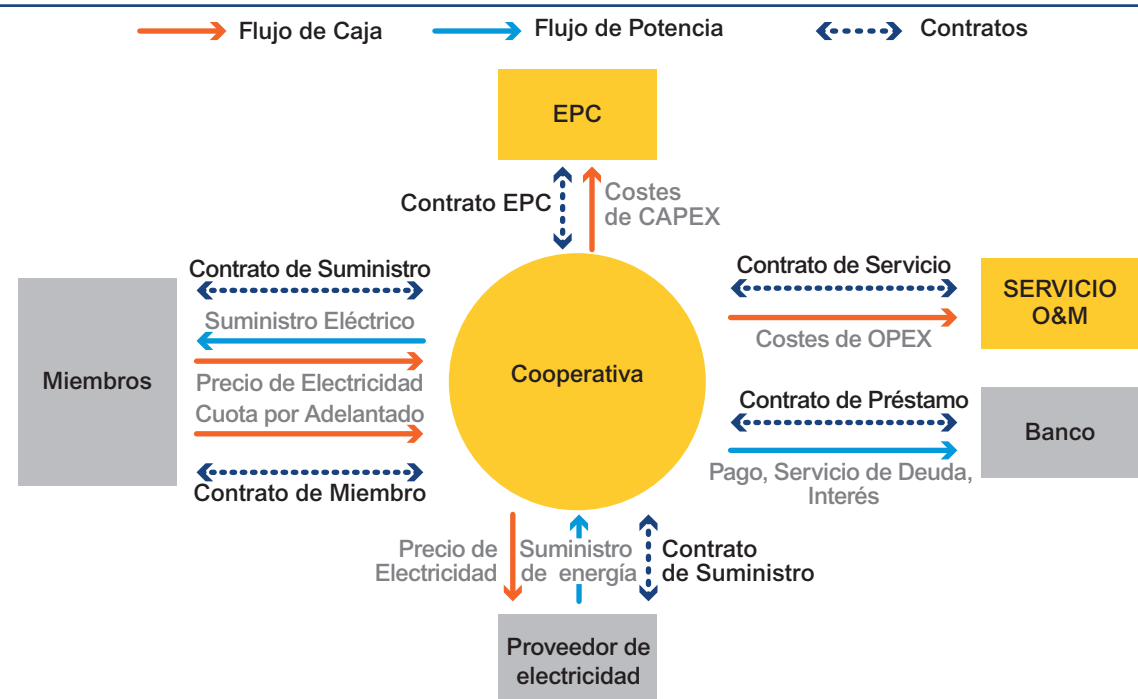 Flujo de Caja
Flujo de Potencia
Contratos
EPC
Contrato EPC
Costes
de CAPEX
Contrato de Suministro
Suministro Eléctrico
Precio de Electricidad
Cuota por Adelantado
Contrato de Miembro
Miembros
Cooperativa
Contrato de Servicio
Costes de OPEX
SERVICIO
O&M
Contrato de Préstamo
Pago, Servicio de Deuda,
Interés
Banco
Precio de
Electricidad
Suministro
de energía
Contrato
de Suministro
Proveedor de
electricidad